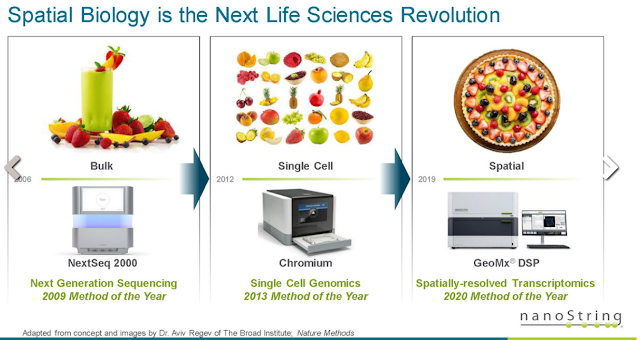 Spatial Biology is the Next Life Sciences Revolution
Bulk
Single Cell
Spatial
2006
2012
2019
NextSeq 2000
Chromium
GeoMx® DSP
Next Generation Sequencing
2009 Method of the Year
Single Cell Genomics
2013 Method of the Year
Spatially-resolved Transcriptomics
2020 Method of the Year
nanoString
Adapted from concept and images by Dr. Aviv Regev of The Broad Institute; Nature Methods